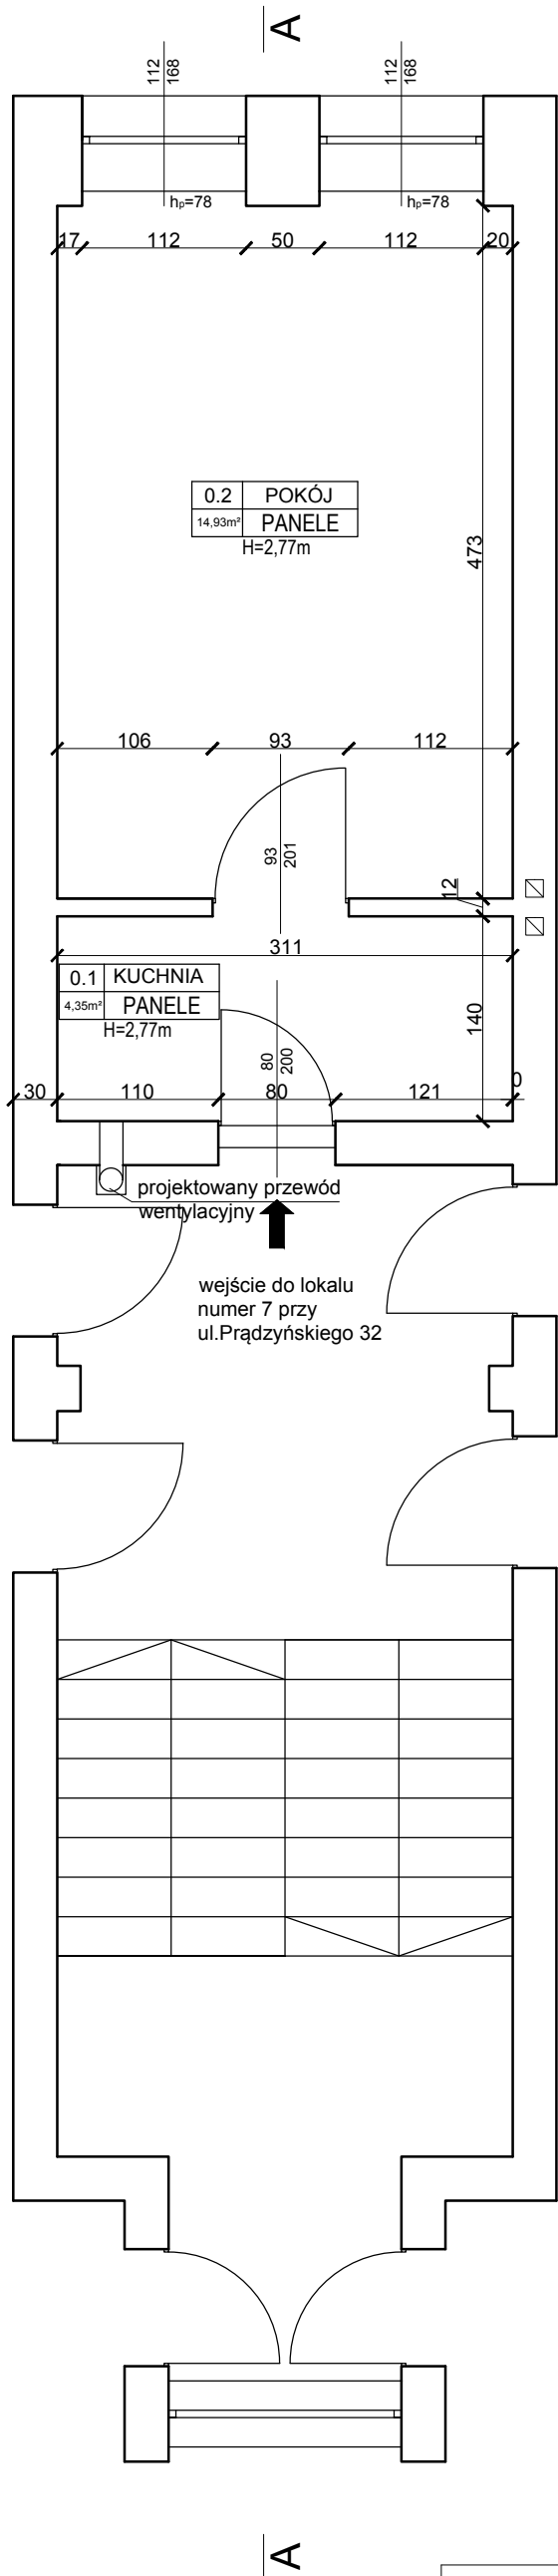 A
112
168
112
168
hp=78
hp=78
17 112 50 112 20
0.2 POKÓJ
14,93m² PANELE
H=2,77m
473
106 93 112
93
201
12
311
0.1 KUCHNIA
4,35m² PANELE
H=2,77m
140
80
200
30 110 80 121 0
projektowany przewód
wentylacyjny
wejście do lokalu
numer 7 przy
ul.Prądzyńskiego 32
A